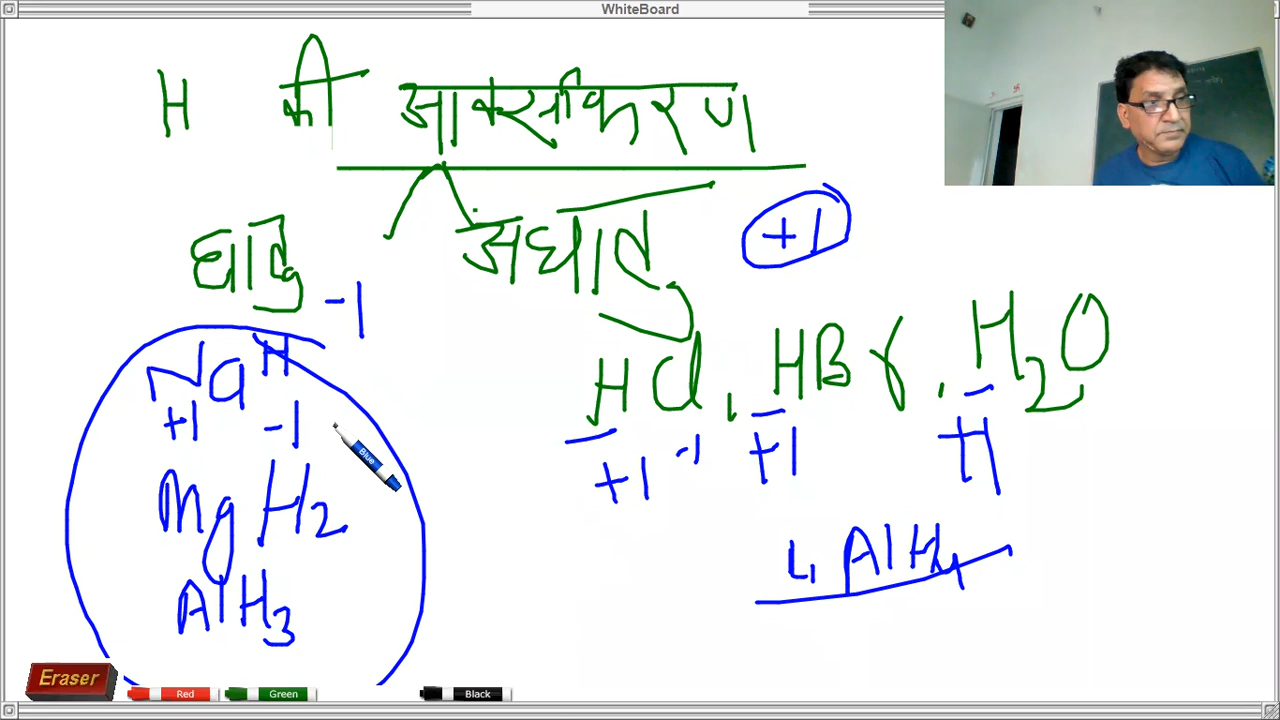 WhiteBoard
H की आक्सीकरण
धातु अधातु +1
-1
NaH HCl, HBr, H2O
+1 -1 +1 -1 +1 +1
MgH2
LiAlH4
AlH3
Eraser Red Green Black
Blue